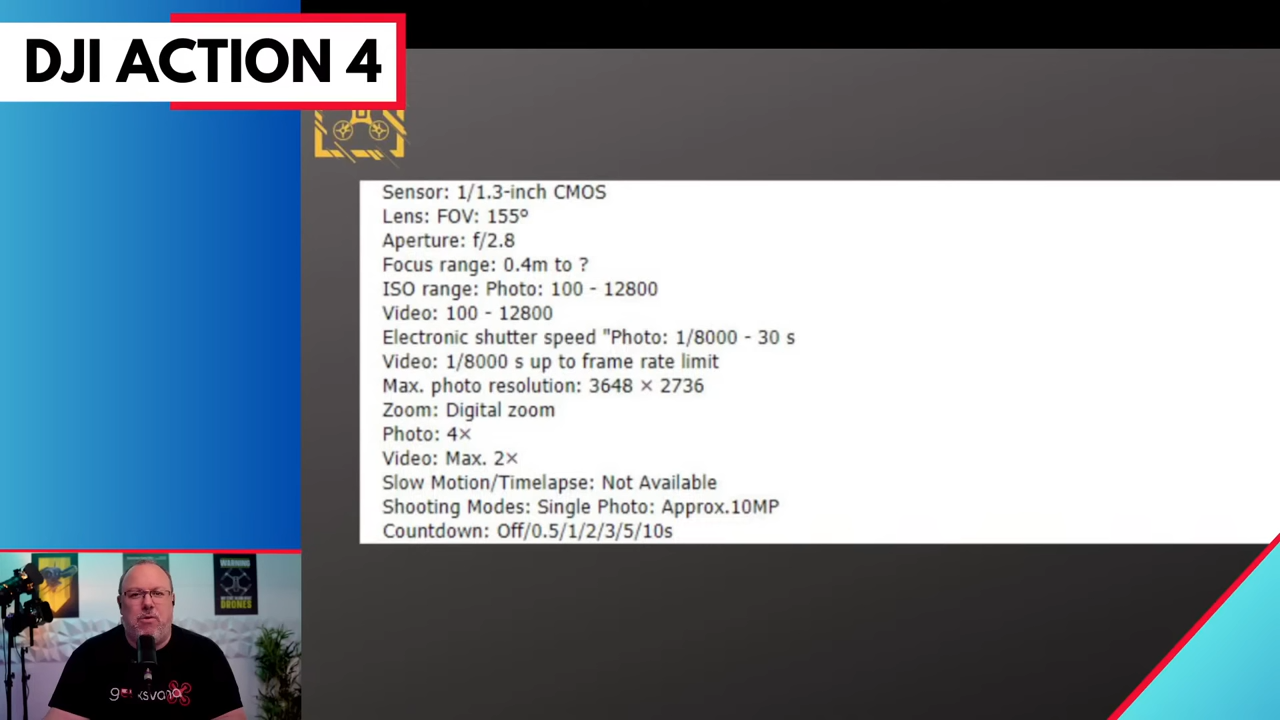 DJI ACTION 4
Sensor: 1/1.3-inch CMOS
Lens: FOV: 155º
Aperture: f/2.8
Focus range: 0.4m to ?
ISO range: Photo: 100 - 12800
Video: 100 - 12800
Electronic shutter speed "Photo: 1/8000 - 30 s
Video: 1/8000 s up to frame rate limit
Max. photo resolution: 3648 × 2736
Zoom: Digital zoom
Photo: 4×
Video: Max. 2×
Slow Motion/Timelapse: Not Available
Shooting Modes: Single Photo: Approx.10MP
Countdown: Off/0.5/1/2/3/5/10s
WARNING
DRONES